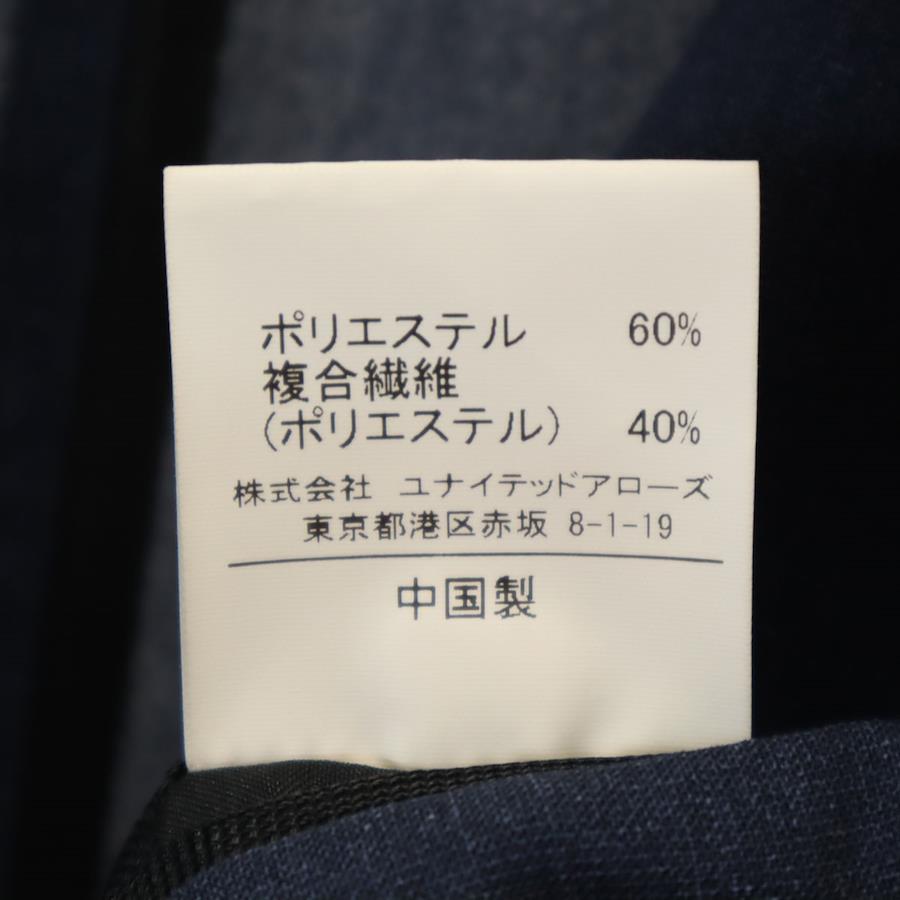 ポリエステル 60%
複合繊維
(ポリエステル) 40%
株式会社 ユナイテッドアローズ
東京都港区赤坂 8-1-19
中国製